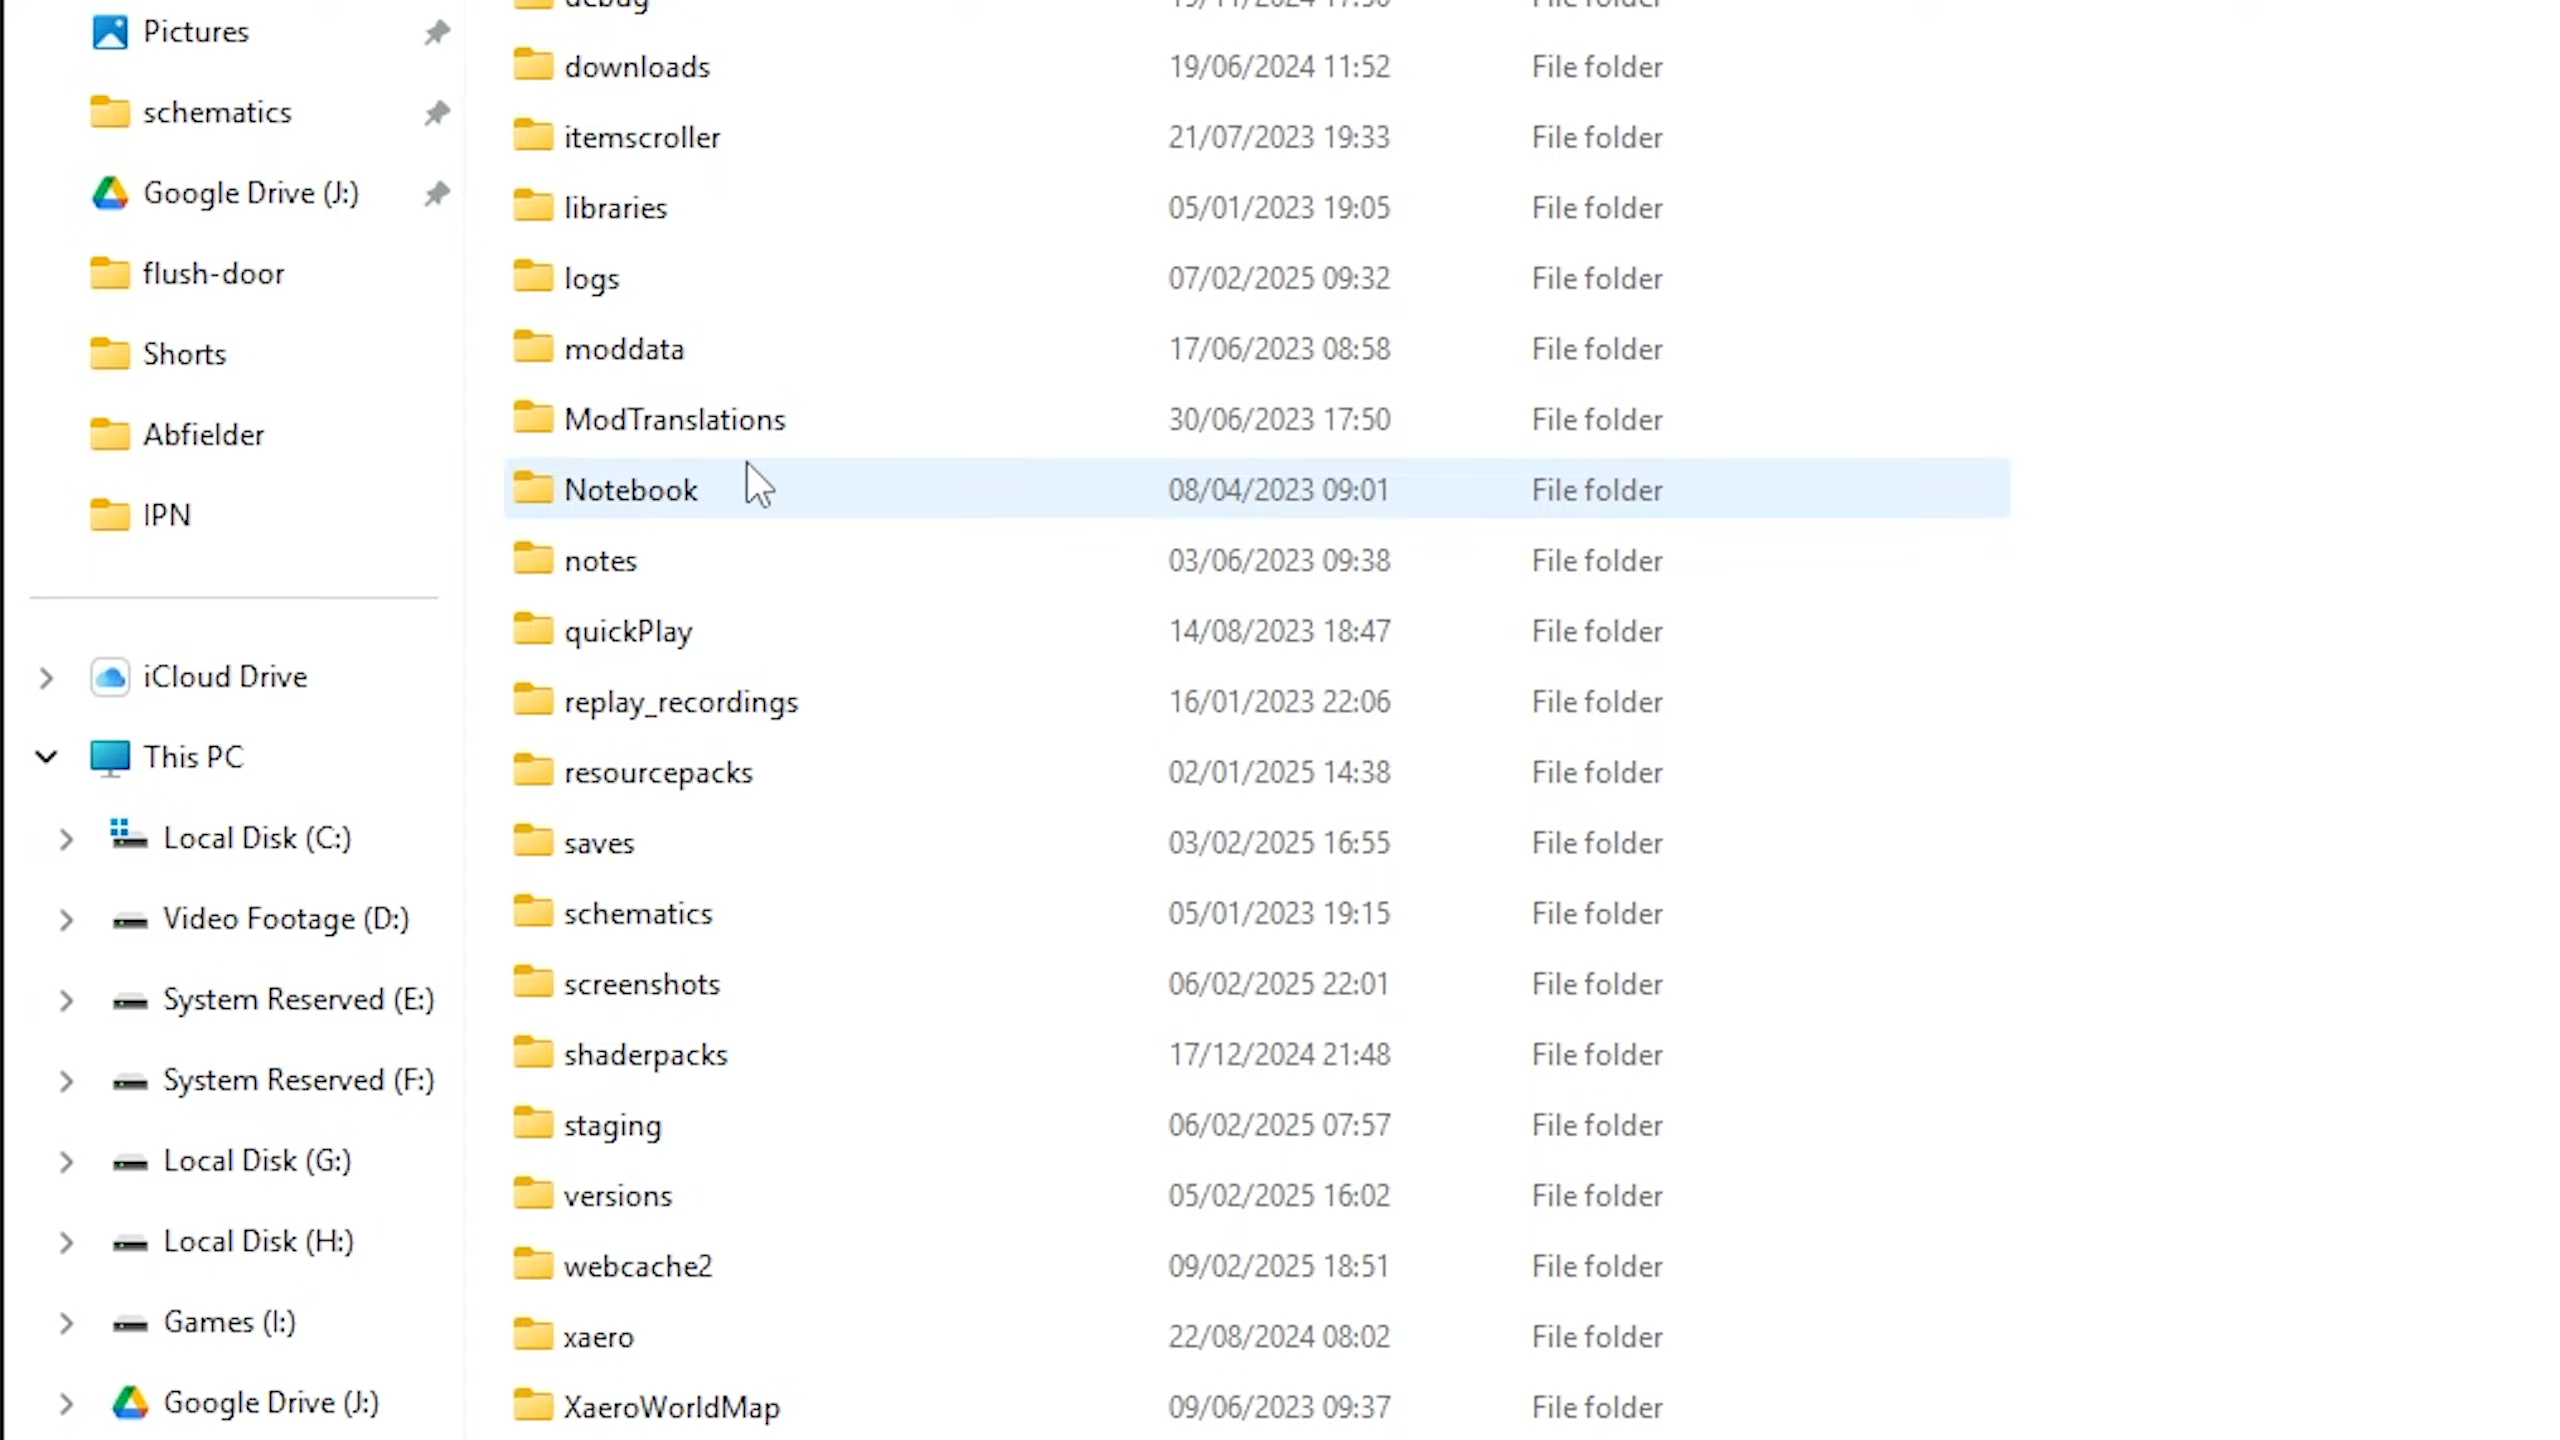 Pictures
schematics
Google Drive (J:)
flush-door
Shorts
Abfielder
IPN
iCloud Drive
This PC
Local Disk (C:)
Video Footage (D:)
System Reserved (E:)
System Reserved (F:)
Local Disk (G:)
Local Disk (H:)
Games (I:)
Google Drive (J:)
debug File folder
downloads 19/06/2024 11:52 File folder
itemscroller 21/07/2023 19:33 File folder
libraries 05/01/2023 19:05 File folder
logs 07/02/2025 09:32 File folder
moddata 17/06/2023 08:58 File folder
ModTranslations 30/06/2023 17:50 File folder
Notebook 08/04/2023 09:01 File folder
notes 03/06/2023 09:38 File folder
quickPlay 14/08/2023 18:47 File folder
replay_recordings 16/01/2023 22:06 File folder
resourcepacks 02/01/2025 14:38 File folder
saves 03/02/2025 16:55 File folder
schematics 05/01/2023 19:15 File folder
screenshots 06/02/2025 22:01 File folder
shaderpacks 17/12/2024 21:48 File folder
staging 06/02/2025 07:57 File folder
versions 05/02/2025 16:02 File folder
webcache2 09/02/2025 18:51 File folder
xaero 22/08/2024 08:02 File folder
XaeroWorldMap 09/06/2023 09:37 File folder